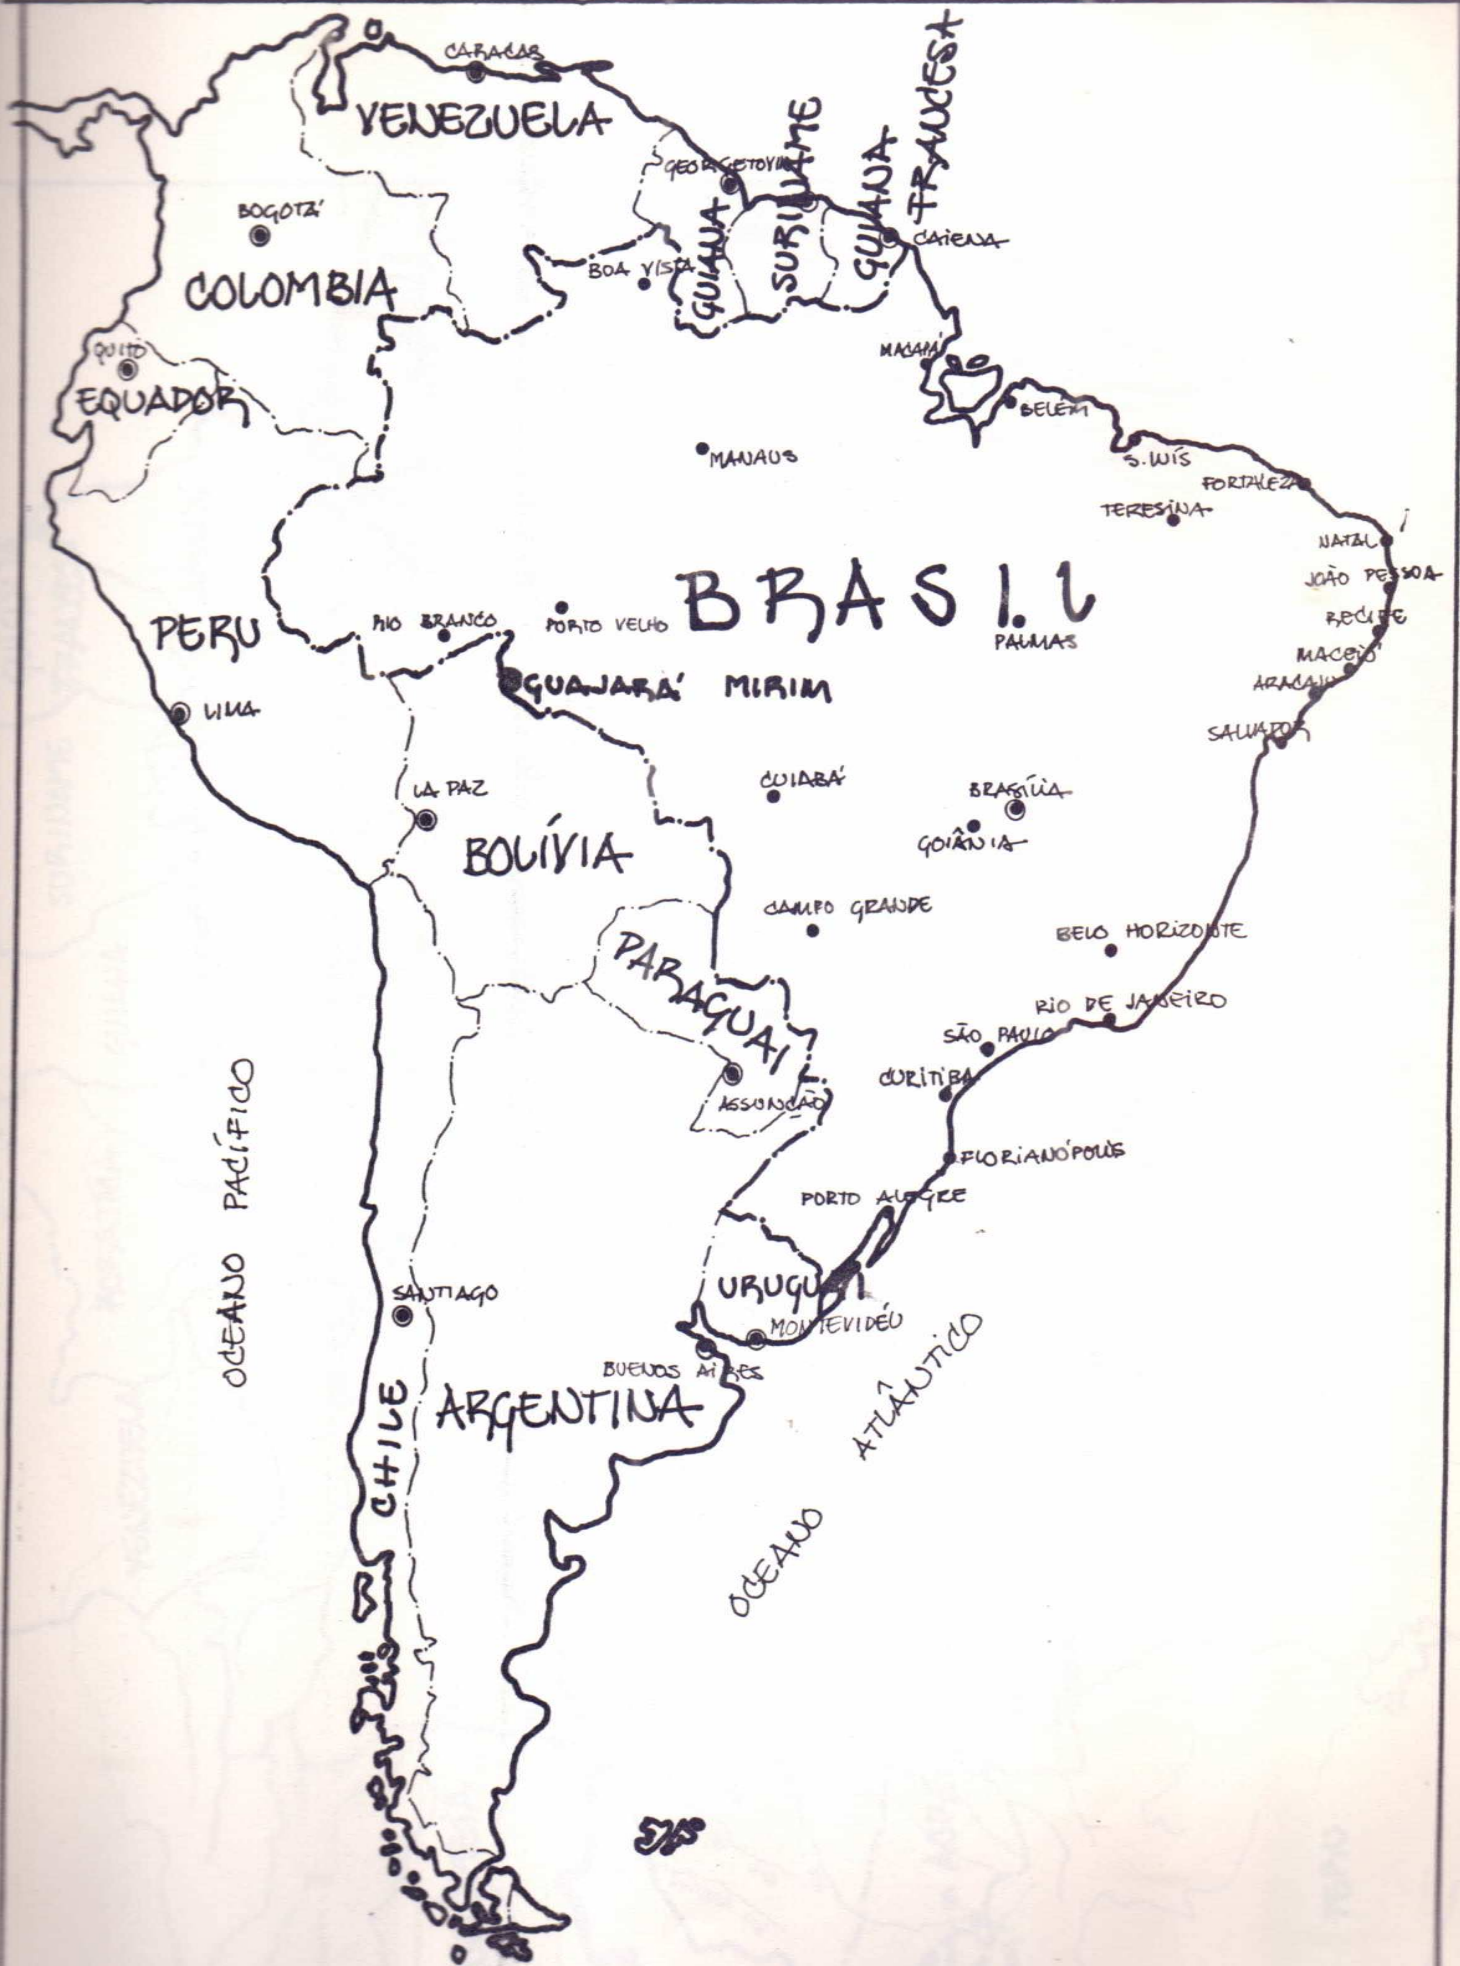 CARACAS
VENEZUELA
GEORGETOWN
SURINAME
GUIANA
FRANCESA
BOGOTÁ
COLOMBIA
BOA VISTA
GUIANA
CAIENA
QUITO
EQUADOR
MACAPÁ
BELÉM
MANAUS
S. LUÍS
FORTALEZA
TERESINA
NATAL
JOÃO PESSOA
BRASIL
PERU
RIO BRANCO
PORTO VELHO
PALMAS
RECIFE
MACEIÓ
ARACAJU
GUAJARÁ MIRIM
LIMA
SALVADOR
LA PAZ
CUIABÁ
BRASÍLIA
GOIÂNIA
BOLÍVIA
CAMPO GRANDE
BELO HORIZONTE
PARAGUAI
RIO DE JANEIRO
SÃO PAULO
CURITIBA
ASSUNCÃO
FLORIANÓPOLIS
PORTO ALEGRE
OCEANO PACÍFICO
URUGUAI
SANTIAGO
MONTEVIDÉU
BUENOS AIRES
CHILE
ARGENTINA
OCEANO ATLÂNTICO